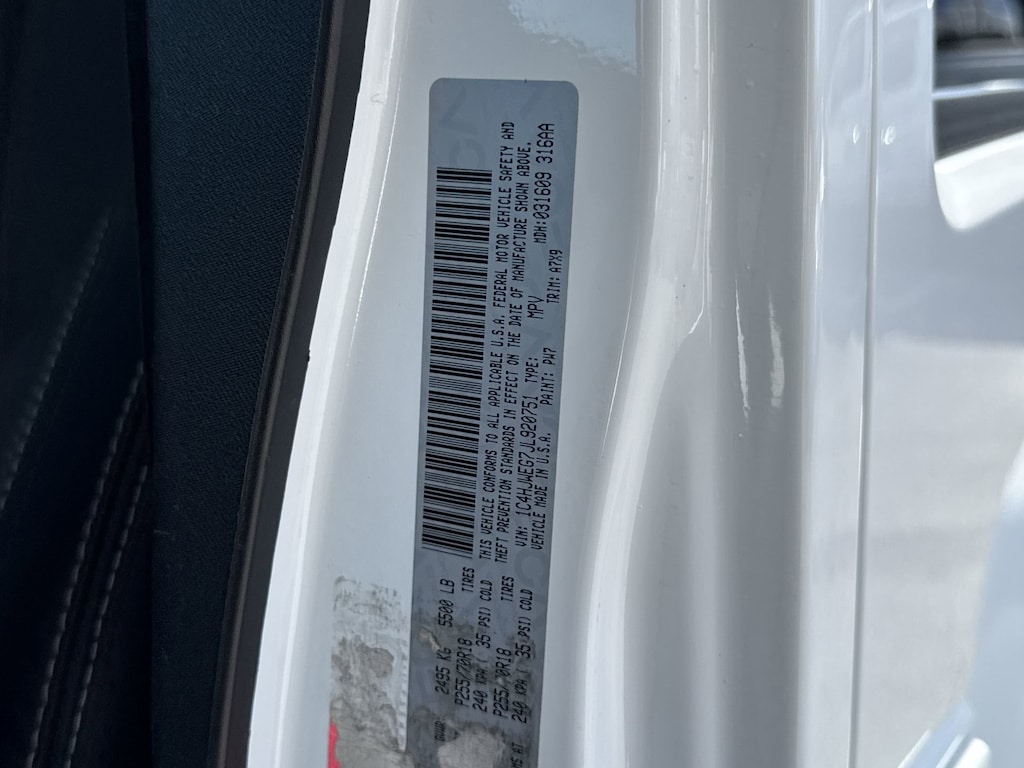 2495 KG 5500 LB
P255/70R18 TIRES
240 KPA( 35 PSI) COLD
P255/70R18 TIRES
240 KPA( 35 PSI) COLD
THIS VEHICLE CONFORMS TO ALL APPLICABLE U.S.A. FEDERAL MOTOR VEHICLE SAFETY AND
THEFT PREVENTION STANDARDS IN EFFECT ON THE DATE OF MANUFACTURE SHOWN ABOVE.
VIN: 1C4HJWEG7JL920751 TYPE: MPV MDH:031609 316AA
VEHICLE MADE IN U.S.A. PAINT: PW7 TRIM: A7X9